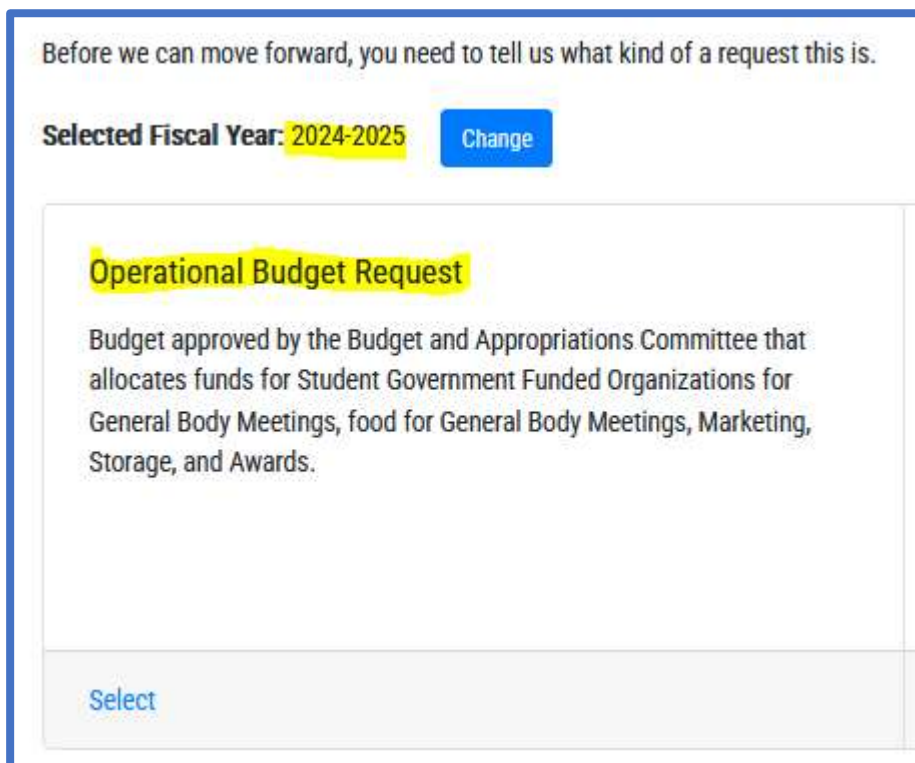 Before we can move forward, you need to tell us what kind of a request this is.
Selected Fiscal Year: 2024-2025
Change
Operational Budget Request
Budget approved by the Budget and Appropriations Committee that
allocates funds for Student Government Funded Organizations for
General Body Meetings, food for General Body Meetings, Marketing,
Storage, and Awards.
Select